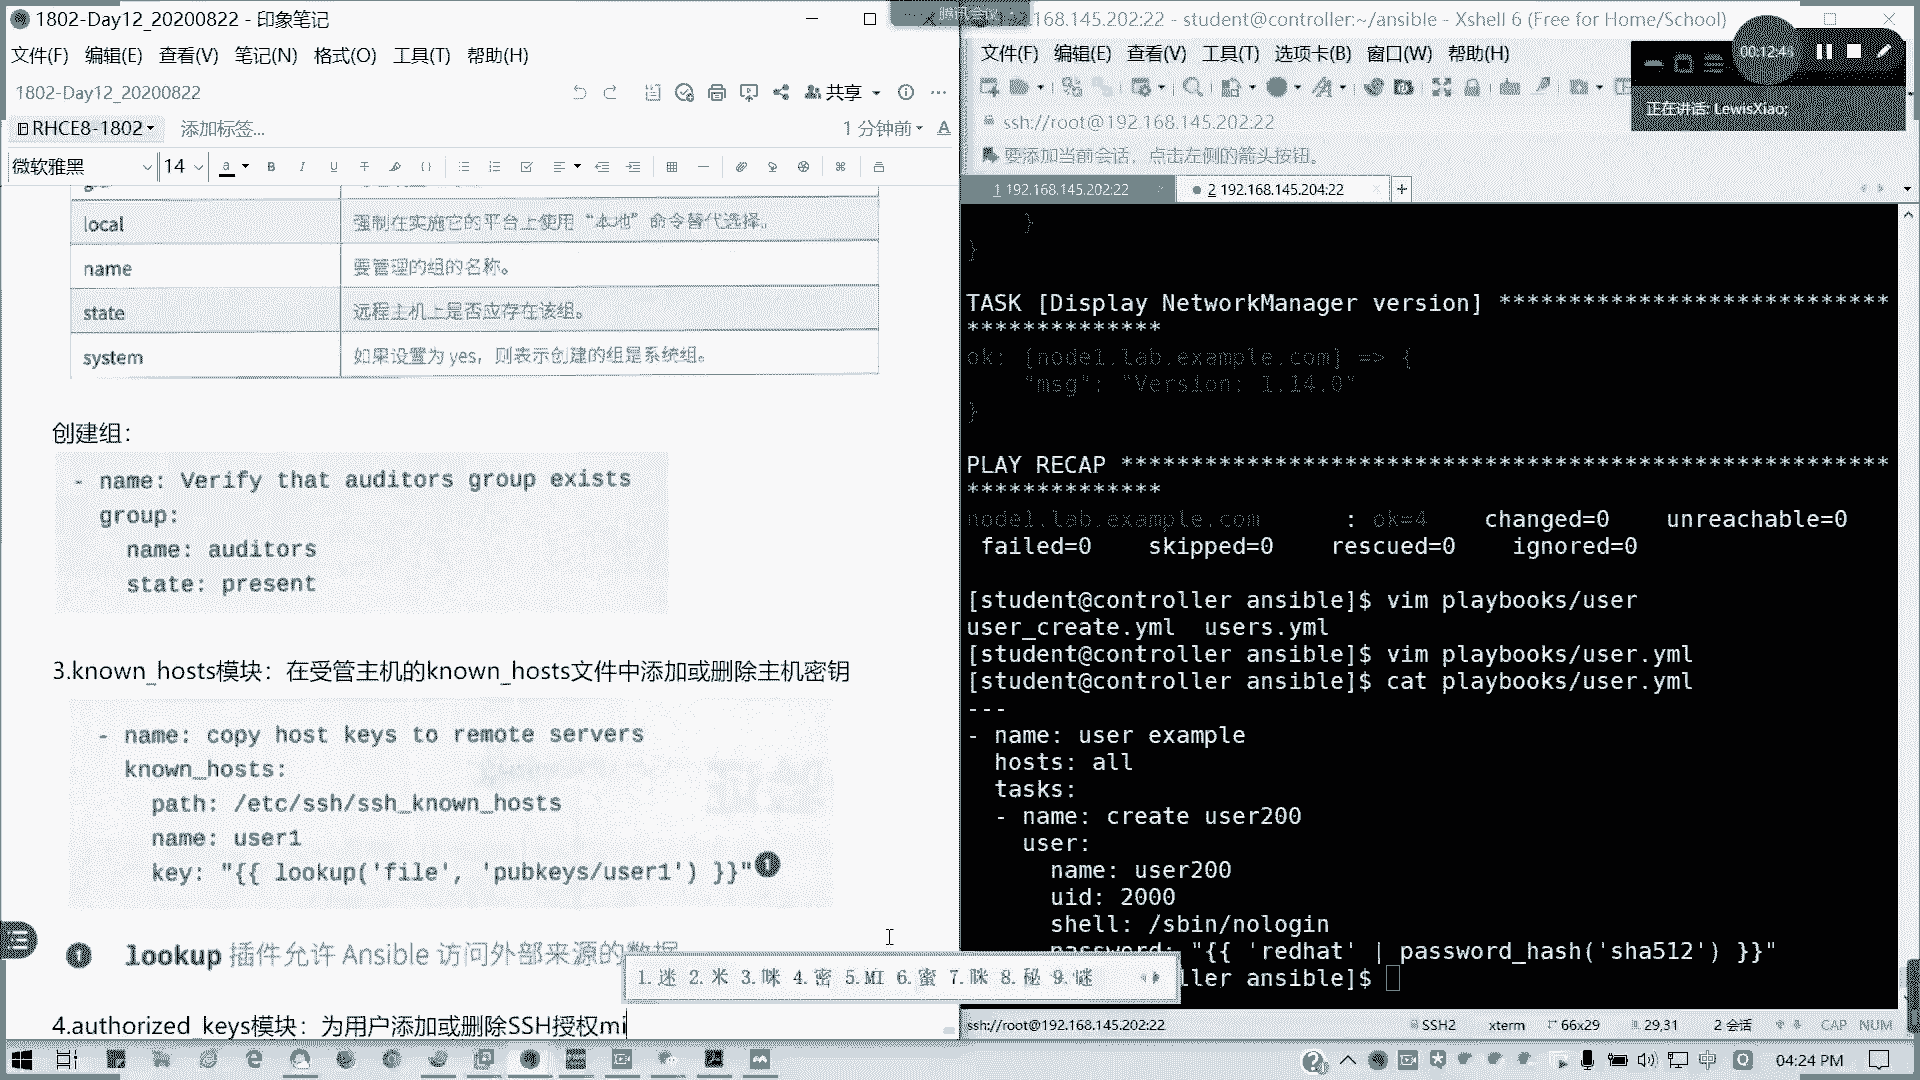 1802-Day12_20200822 - 印象笔记
文件(F) 编辑(E) 查看(V) 笔记(N) 格式(O) 工具(T) 帮助(H)
1802-Day12_20200822
共享
RHCE8-1802
添加标签...
1 分钟前
微软雅黑
14
local
强制在实施它的平台上使用“本地”命令替代选择。
name
要管理的组的名称。
state
远程主机上是否应存在该组。
system
如果设置为 yes，则表示创建的组是系统组。
创建组：
- name: Verify that auditors group exists
group:
name: auditors
state: present
3.known_hosts模块：在受管主机的known_hosts文件中添加或删除主机密钥
- name: copy host keys to remote servers
known_hosts:
path: /etc/ssh/ssh_known_hosts
name: user1
key: "{{ lookup('file', 'pubkeys/user1') }}"
1
1 lookup 插件允许 Ansible 访问外部来源的数据
4.authorized_keys模块：为用户添加或删除SSH授权mi
1.迷 2.米 3.咪 4.密 5.MI 6.蜜 7.眯 8.秘 9.谜
腾讯会议
.168.145.202:22 - student@controller:~/ansible - Xshell 6 (Free for Home/School)
文件(F) 编辑(E) 查看(V) 工具(T) 选项卡(B) 窗口(W) 帮助(H)
正在讲话: LewisXiao;
ssh://root@192.168.145.202:22
要添加当前会话，点击左侧的箭头按钮。
1 192.168.145.202:22
2 192.168.145.204:22
}
}
TASK [Display NetworkManager version] *****************************
**************
ok: [node1.lab.example.com] => {
"msg": "Version: 1.14.0"
}
PLAY RECAP *********************************************************
**************
node1.lab.example.com : ok=4 changed=0 unreachable=0
failed=0 skipped=0 rescued=0 ignored=0
[student@controller ansible]$ vim playbooks/user
user_create.yml users.yml
[student@controller ansible]$ vim playbooks/user.yml
[student@controller ansible]$ cat playbooks/user.yml
---
- name: user example
hosts: all
tasks:
- name: create user200
user:
name: user200
uid: 2000
shell: /sbin/nologin
password: "{{ 'redhat' | password_hash('sha512') }}"
ller ansible]$
ssh://root@192.168.145.202:22
SSH2
xterm
66x29
29,31
2 会话
CAP NUM
中
04:24 PM